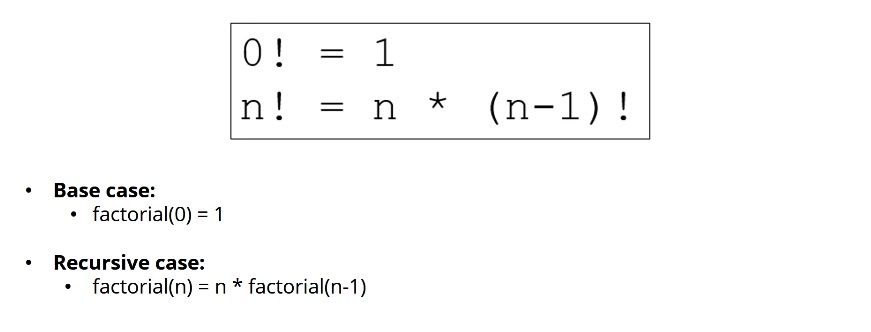 0! = 1
n! = n * (n-1)!
• Base case:
• factorial(0) = 1
• Recursive case:
• factorial(n) = n * factorial(n-1)